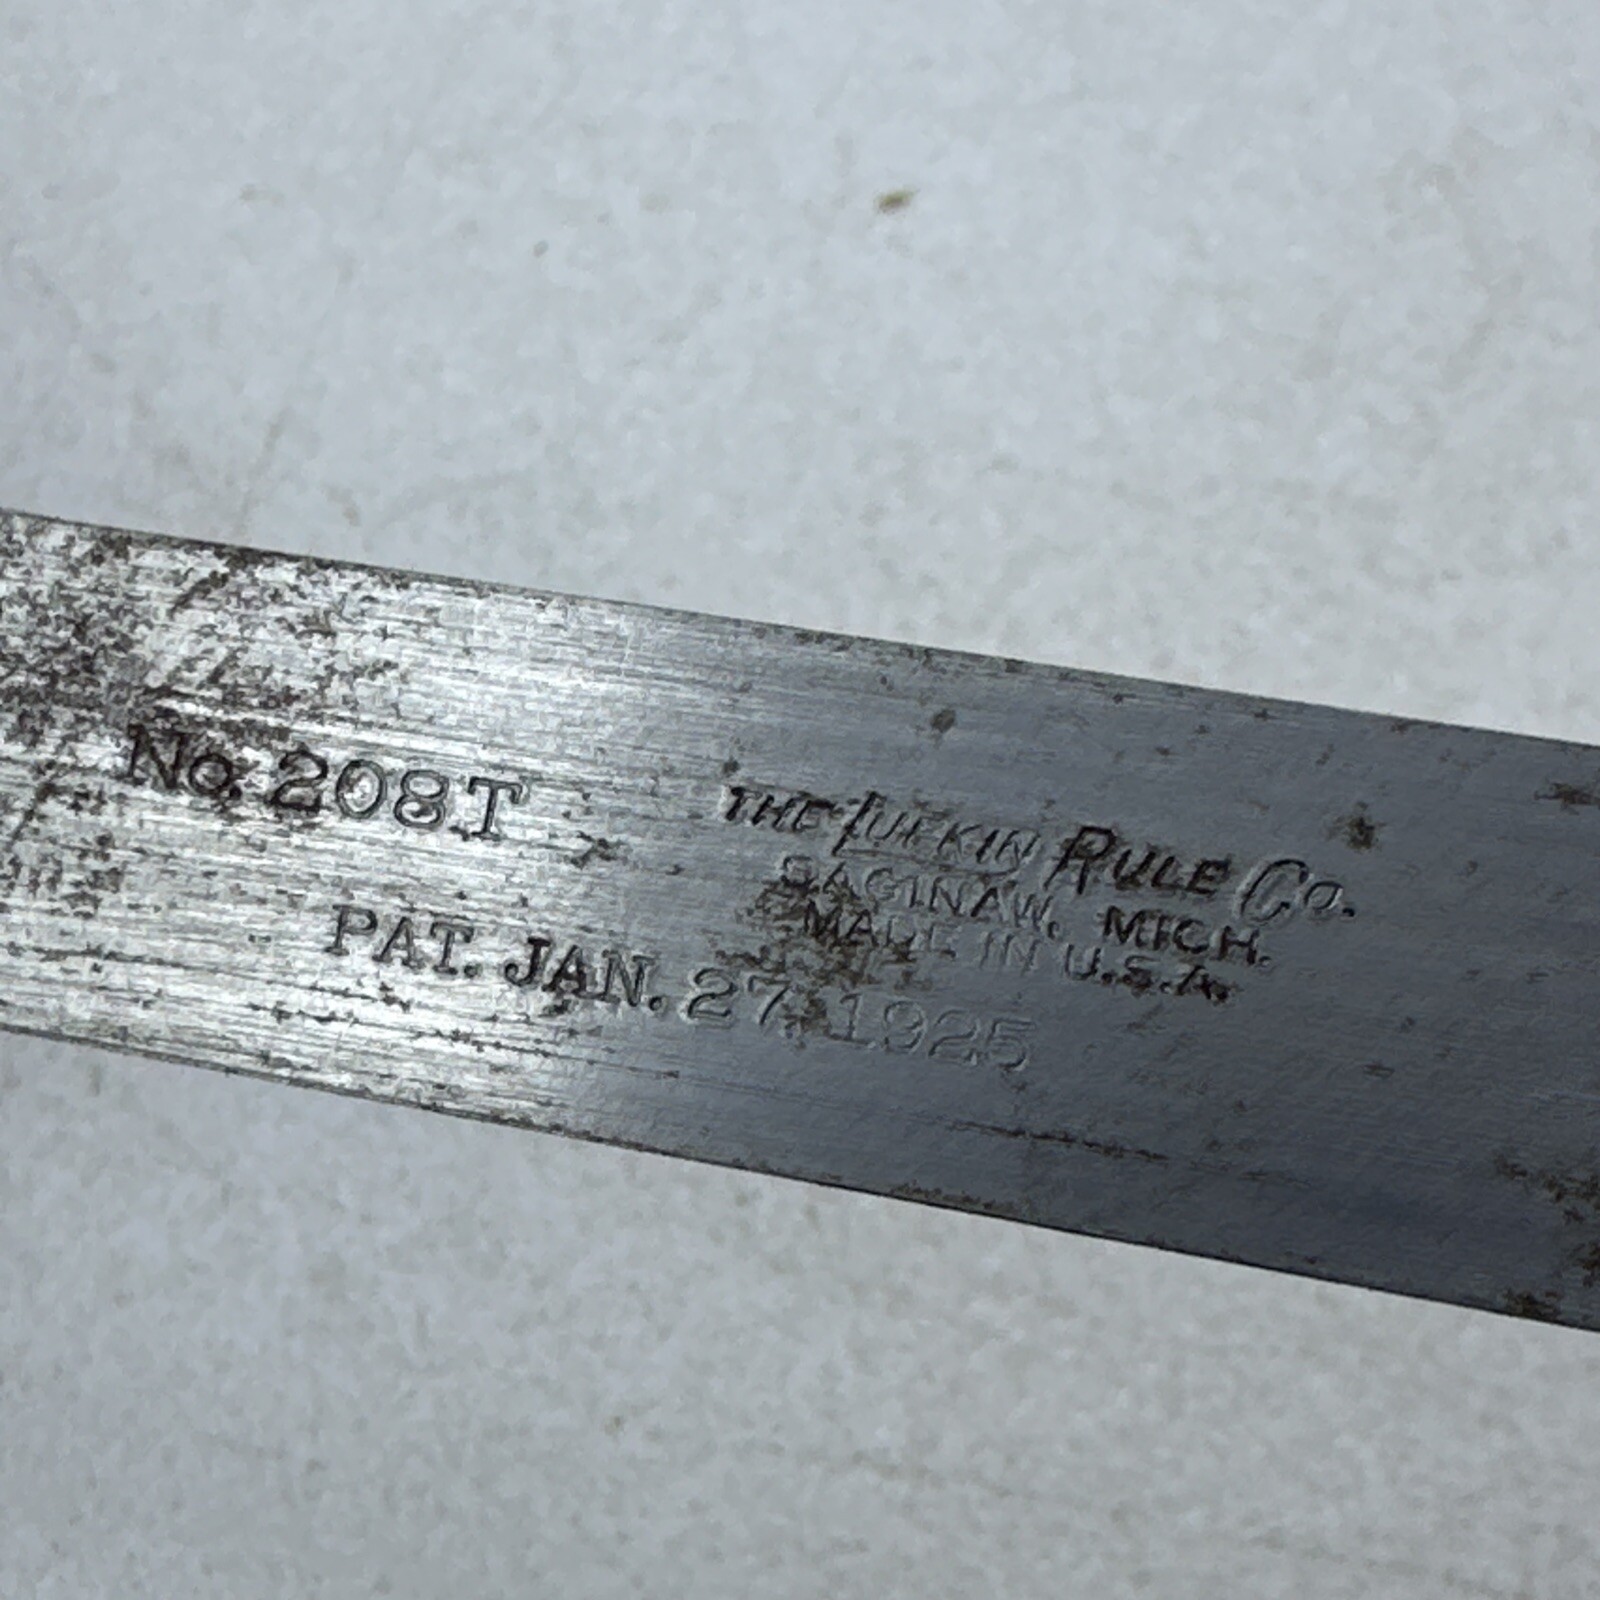 No. 208T
THE LUFKIN RULE CO.
SAGINAW, MICH.
MADE IN U.S.A.
PAT. JAN. 27, 1925